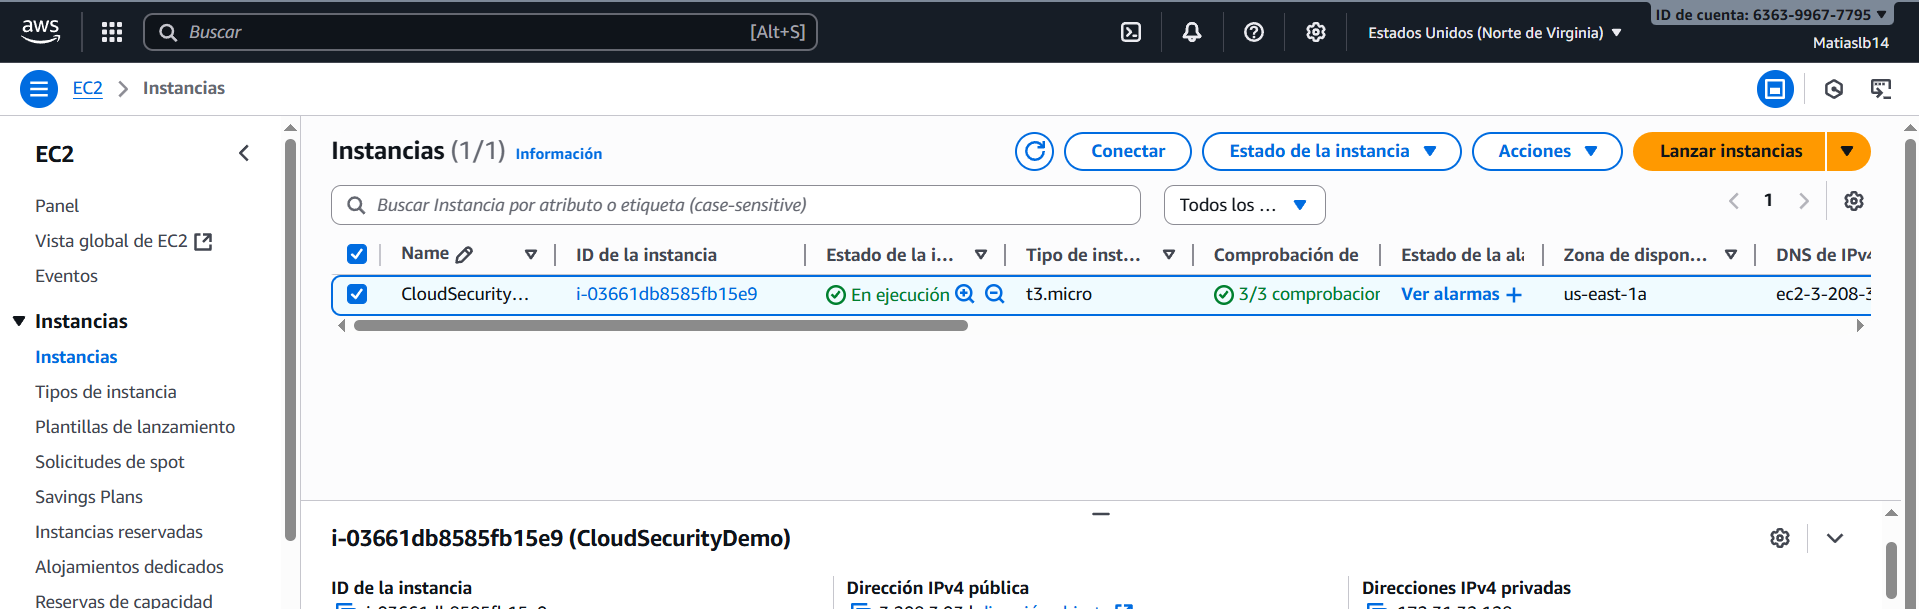 aws
Buscar [Alt+S]
Estados Unidos (Norte de Virginia)
ID de cuenta: 6363-9967-7795
Matiaslb14
EC2 Instancias
EC2
Panel
Vista global de EC2
Eventos
Instancias
Instancias
Tipos de instancia
Plantillas de lanzamiento
Solicitudes de spot
Savings Plans
Instancias reservadas
Alojamientos dedicados
Reservas de capacidad
Instancias (1/1) Información
Conectar Estado de la instancia Acciones Lanzar instancias
Buscar Instancia por atributo o etiqueta (case-sensitive) Todos los ... 1
Name ID de la instancia Estado de la i... Tipo de inst... Comprobación de Estado de la ala Zona de dispon... DNS de IPv4
CloudSecurity... i-03661db8585fb15e9 En ejecución t3.micro 3/3 comprobacior Ver alarmas + us-east-1a ec2-3-208-3
i-03661db8585fb15e9 (CloudSecurityDemo)
ID de la instancia Dirección IPv4 pública Direcciones IPv4 privadas
i-03661db8585fb15e9